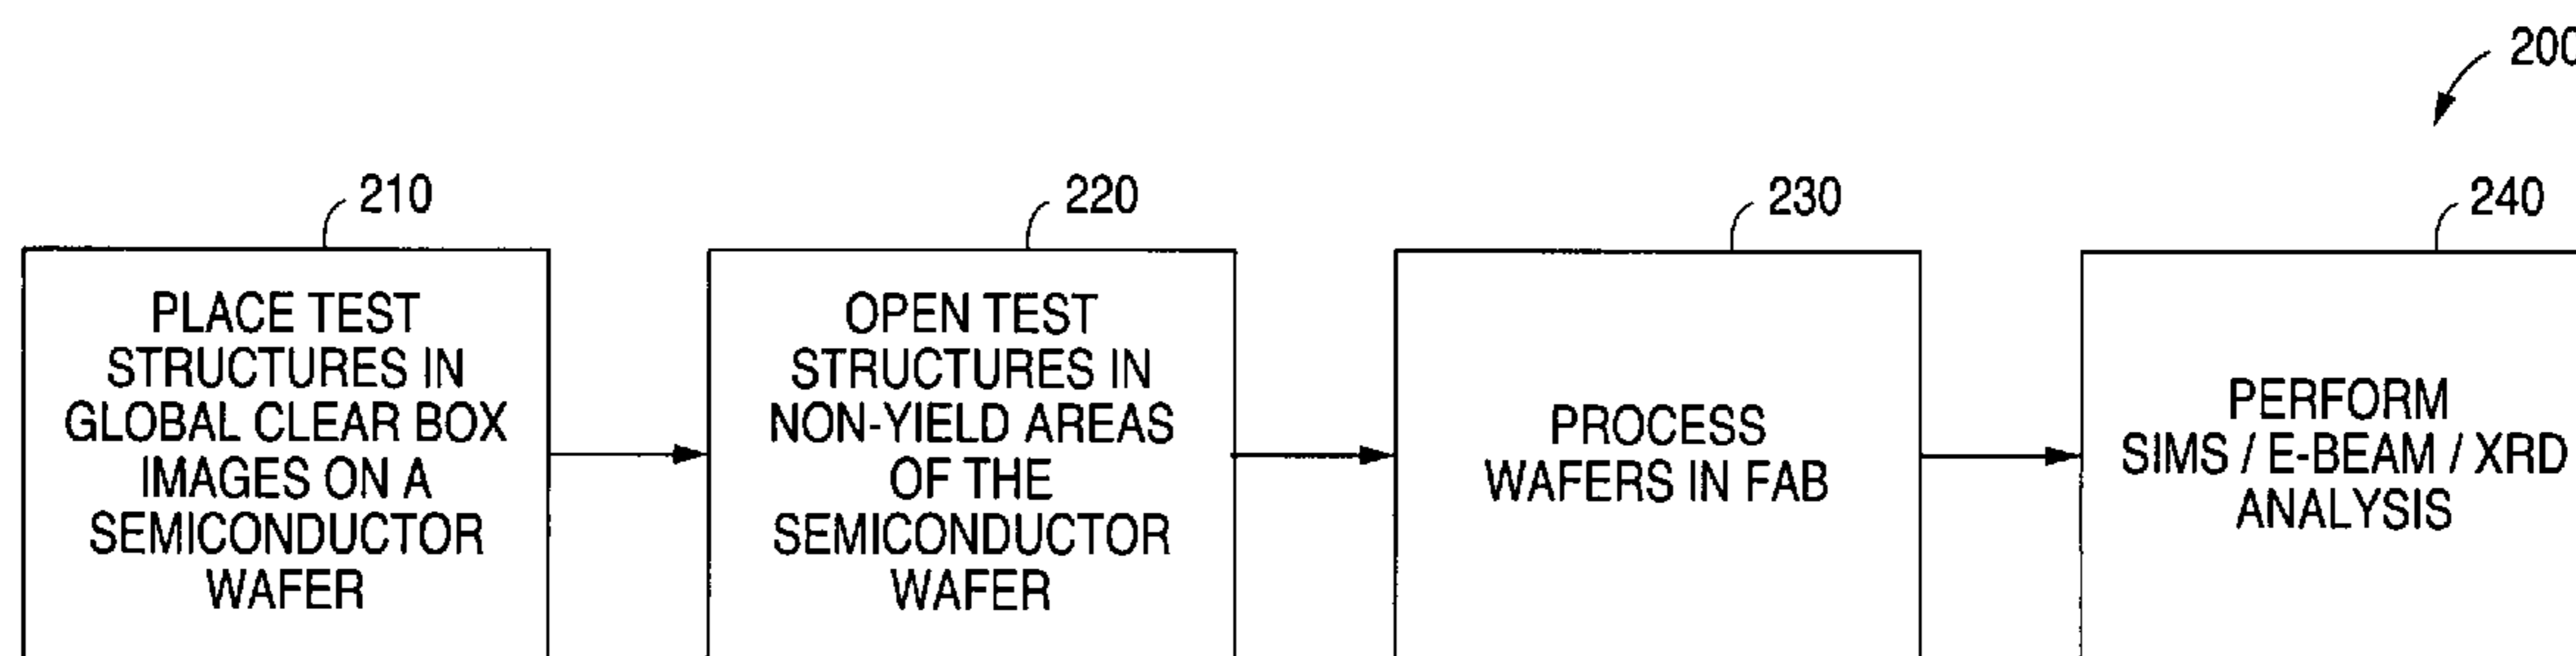 200
210
220
230
240
PLACE TEST
STRUCTURES IN
GLOBAL CLEAR BOX
IMAGES ON A
SEMICONDUCTOR
WAFER
OPEN TEST
STRUCTURES IN
NON-YIELD AREAS
OF THE
SEMICONDUCTOR
WAFER
PROCESS
WAFERS IN FAB
PERFORM
SIMS / E-BEAM / XRD
ANALYSIS